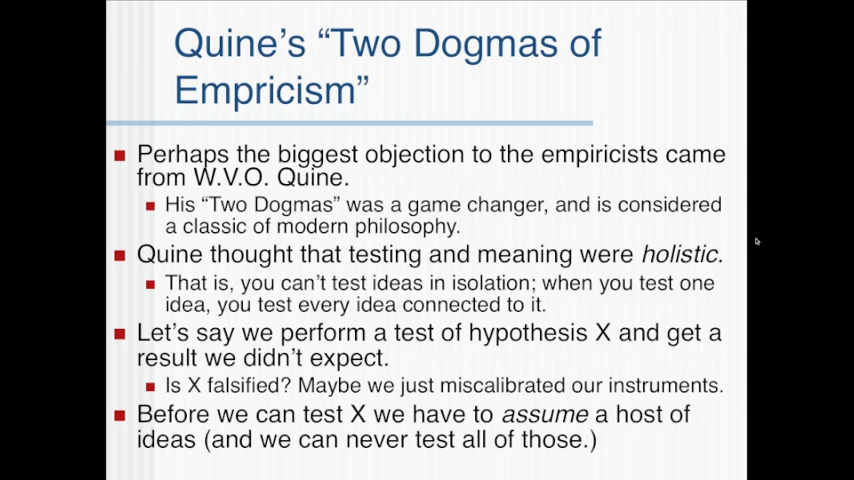 Quine's “Two Dogmas of
Empricism”
Perhaps the biggest objection to the empiricists came
from W.V.O. Quine.
His “Two Dogmas” was a game changer, and is considered
a classic of modern philosophy.
Quine thought that testing and meaning were holistic.
That is, you can't test ideas in isolation; when you test one
idea, you test every idea connected to it.
Let's say we perform a test of hypothesis X and get a
result we didn't expect.
Is X falsified? Maybe we just miscalibrated our instruments.
Before we can test X we have to assume a host of
ideas (and we can never test all of those.)